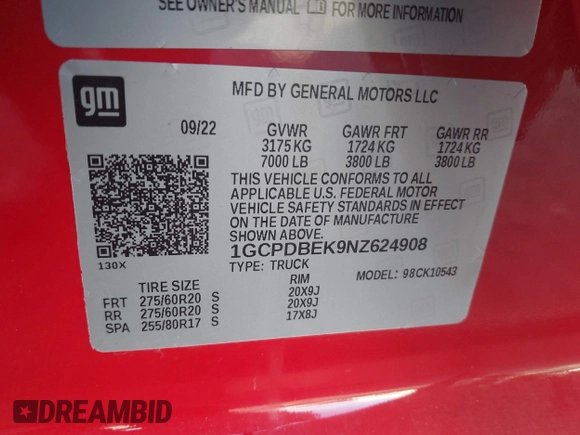 SEE OWNER'S MANUAL FOR MORE INFORMATION
gm
MFD BY GENERAL MOTORS LLC
09/22 GVWR GAWR FRT GAWR RR
3175 KG 1724 KG 1724 KG
7000 LB 3800 LB 3800 LB
THIS VEHICLE CONFORMS TO ALL
APPLICABLE U.S. FEDERAL MOTOR
VEHICLE SAFETY STANDARDS IN EFFECT
ON THE DATE OF MANUFACTURE
1GCPDBEK9NZ624908
130X
TYPE: TRUCK
MODEL: 98CK10543
TIRE SIZE RIM
FRT 275/60R20 S 20X9J
RR 275/60R20 S 20X9J
SPA 255/80R17 S 17X8J
DREAMBID